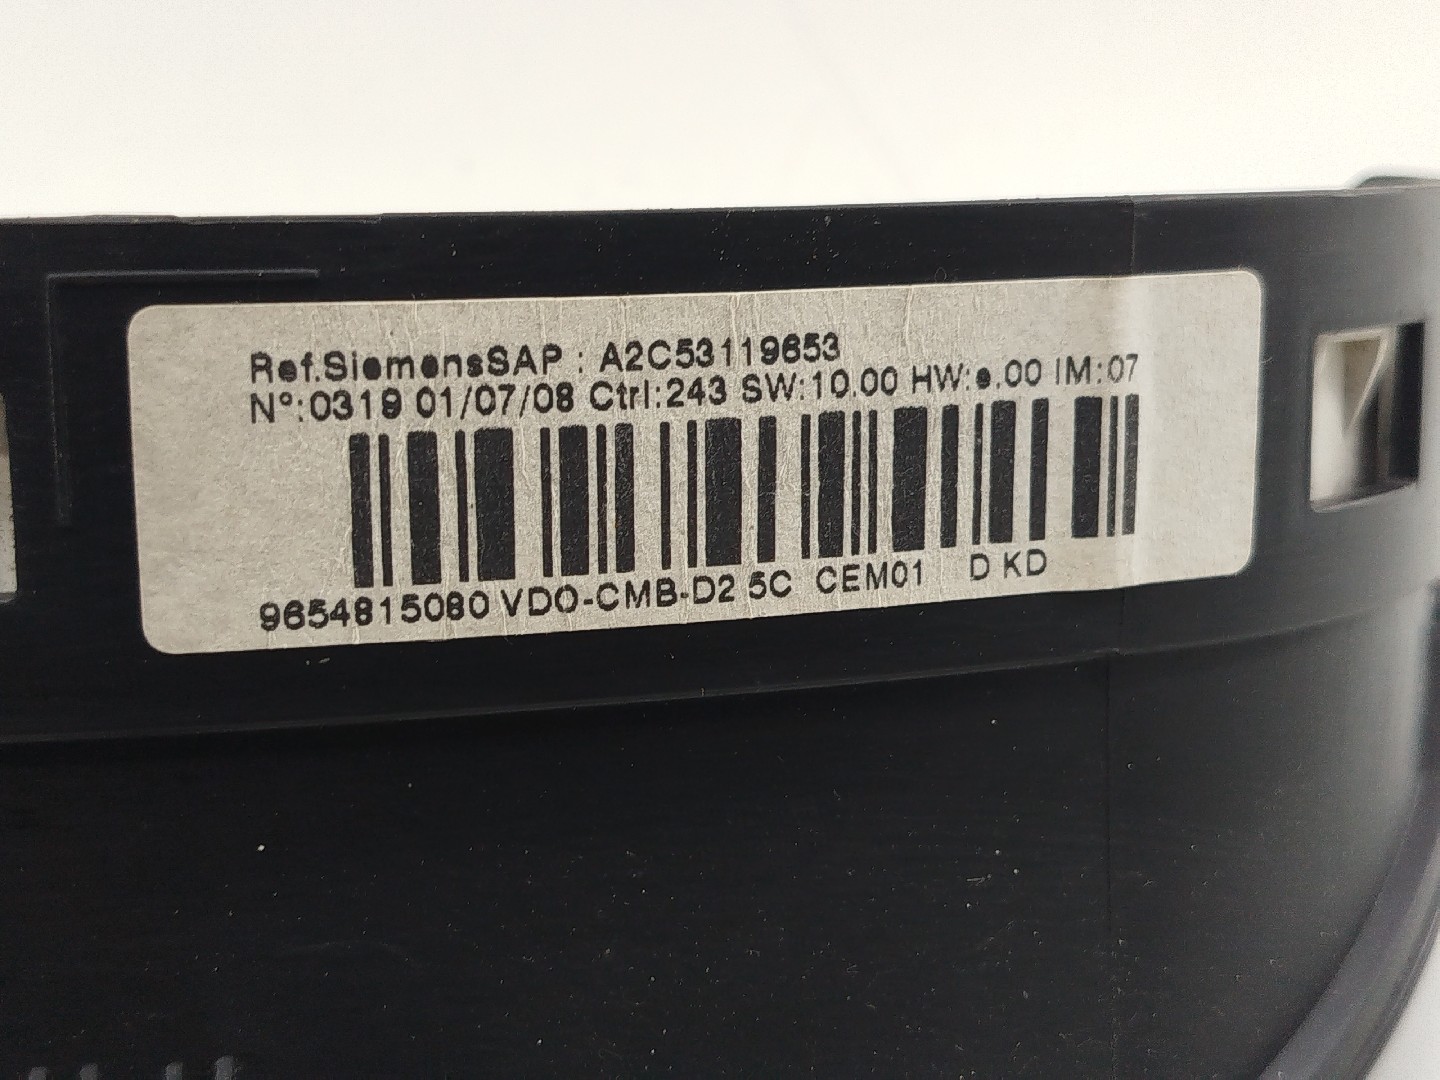 Ref.SiemensSAP : A2C53119653
N°:0319 01/07/08 Ctrl:243 SW:10.00 HW:e.00 IM:07
9654815080 VDO-CMB-D2 5C CEM01 D KD